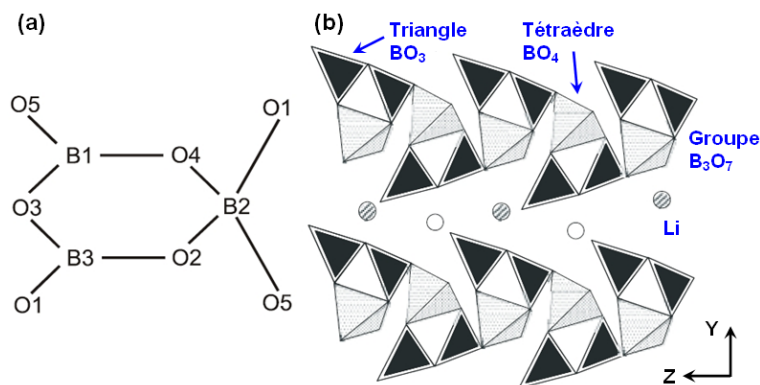 (a)
O5
O1
B1
O4
O3
B2
B3
O2
O1
O5
(b)
Triangle
BO₃
Tétraèdre
BO₄
Groupe
B₃O₇
Li
Y
Z